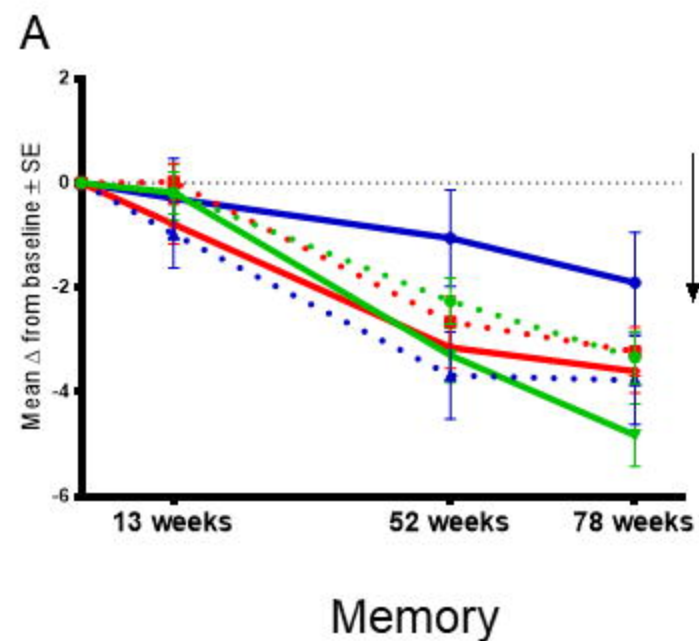 A
Mean Δ from baseline ± SE
2
0
-2
-4
-6
13 weeks 52 weeks 78 weeks
Memory